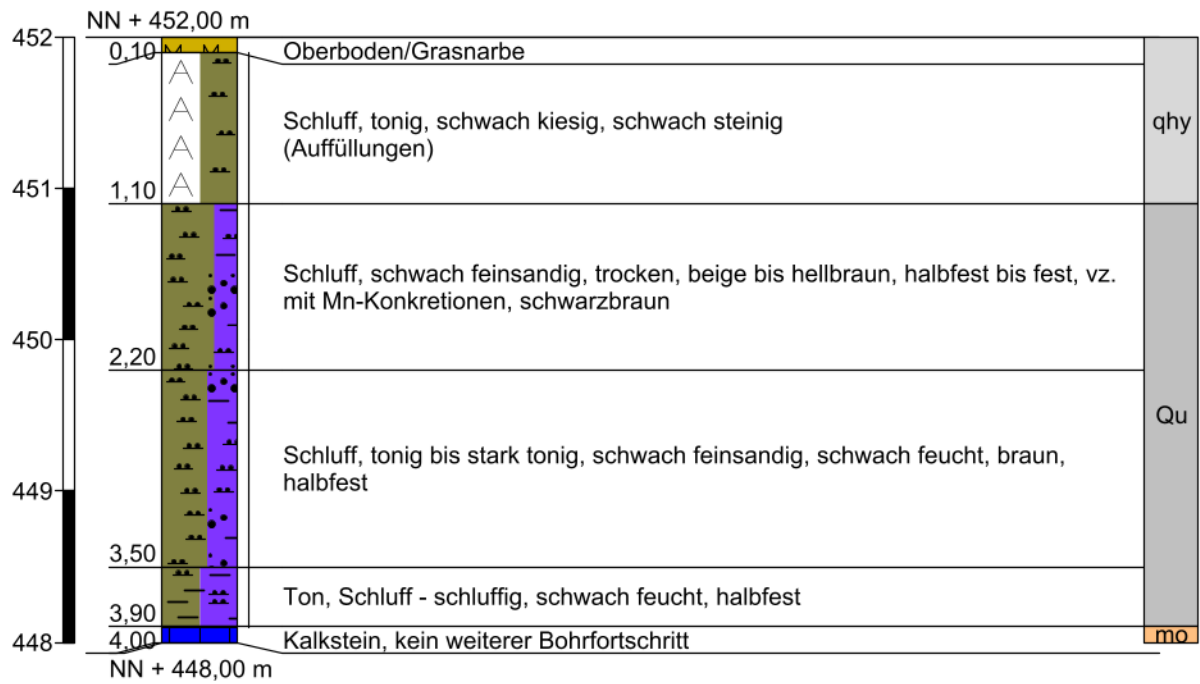 NN + 452,00 m
452
0,10
Oberboden/Grasnarbe
A
A
A
A
Schluff, tonig, schwach kiesig, schwach steinig
(Auffüllungen)
qhy
451
1,10
Schluff, schwach feinsandig, trocken, beige bis hellbraun, halbfest bis fest, vz.
mit Mn-Konkretionen, schwarzbraun
450
2,20
Qu
Schluff, tonig bis stark tonig, schwach feinsandig, schwach feucht, braun,
halbfest
449
3,50
Ton, Schluff - schluffig, schwach feucht, halbfest
3,90
448
4,00
Kalkstein, kein weiterer Bohrfortschritt
mo
NN + 448,00 m